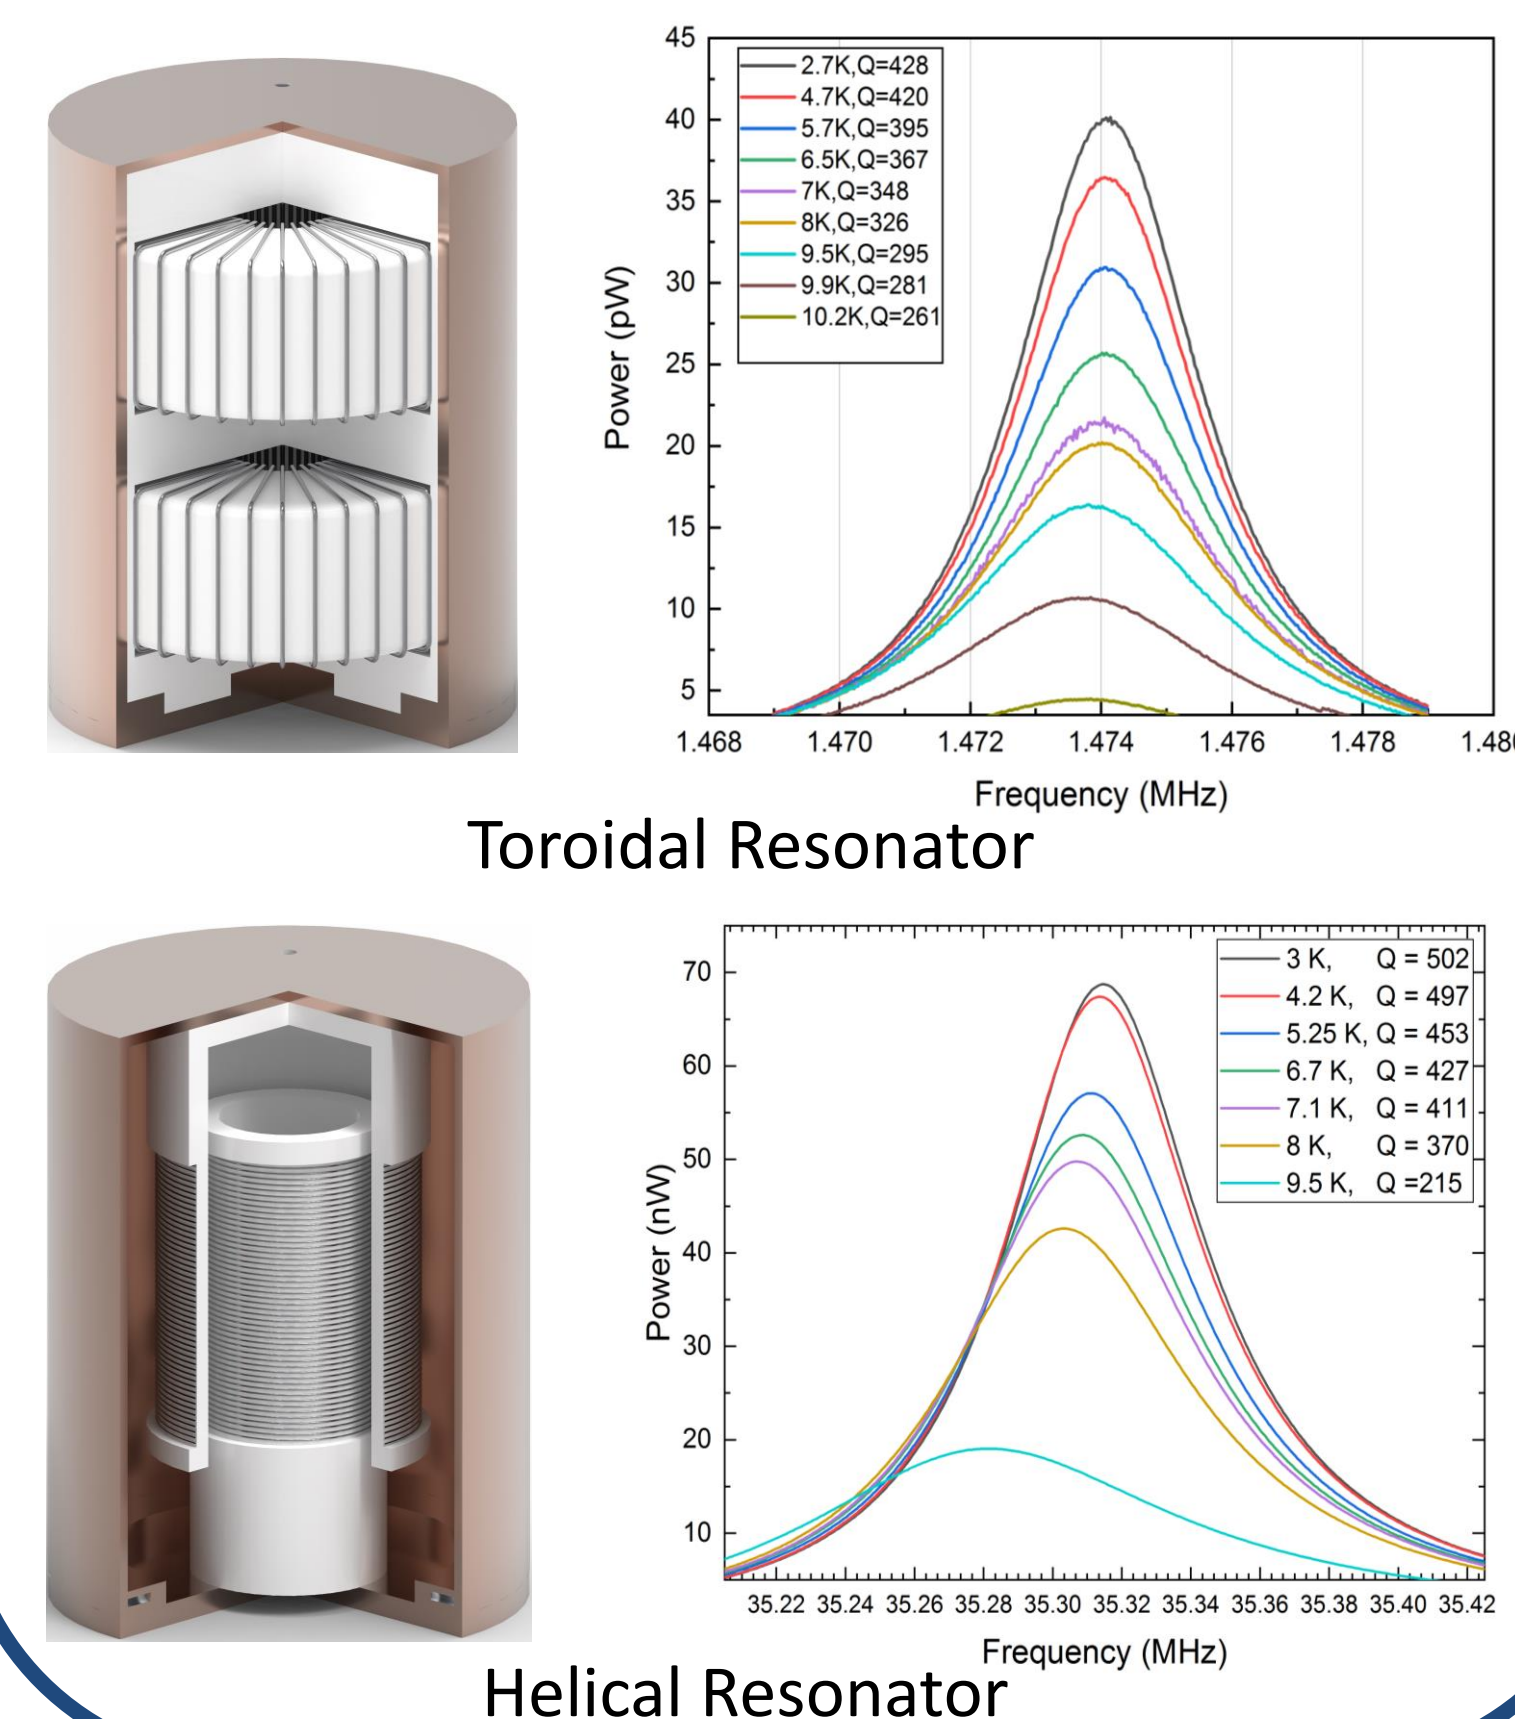 45
40
35
30
25
20
15
10
5
Power (pW)
2.7K,Q=428
4.7K,Q=420
5.7K,Q=395
6.5K,Q=367
7K,Q=348
8K,Q=326
9.5K,Q=295
9.9K,Q=281
10.2K,Q=261
1.468 1.470 1.472 1.474 1.476 1.478 1.480
Frequency (MHz)
Toroidal Resonator
70
60
50
40
30
20
10
Power (nW)
3 K, Q = 502
4.2 K, Q = 497
5.25 K, Q = 453
6.7 K, Q = 427
7.1 K, Q = 411
8 K, Q = 370
9.5 K, Q =215
35.22 35.24 35.26 35.28 35.30 35.32 35.34 35.36 35.38 35.40 35.42
Frequency (MHz)
Helical Resonator